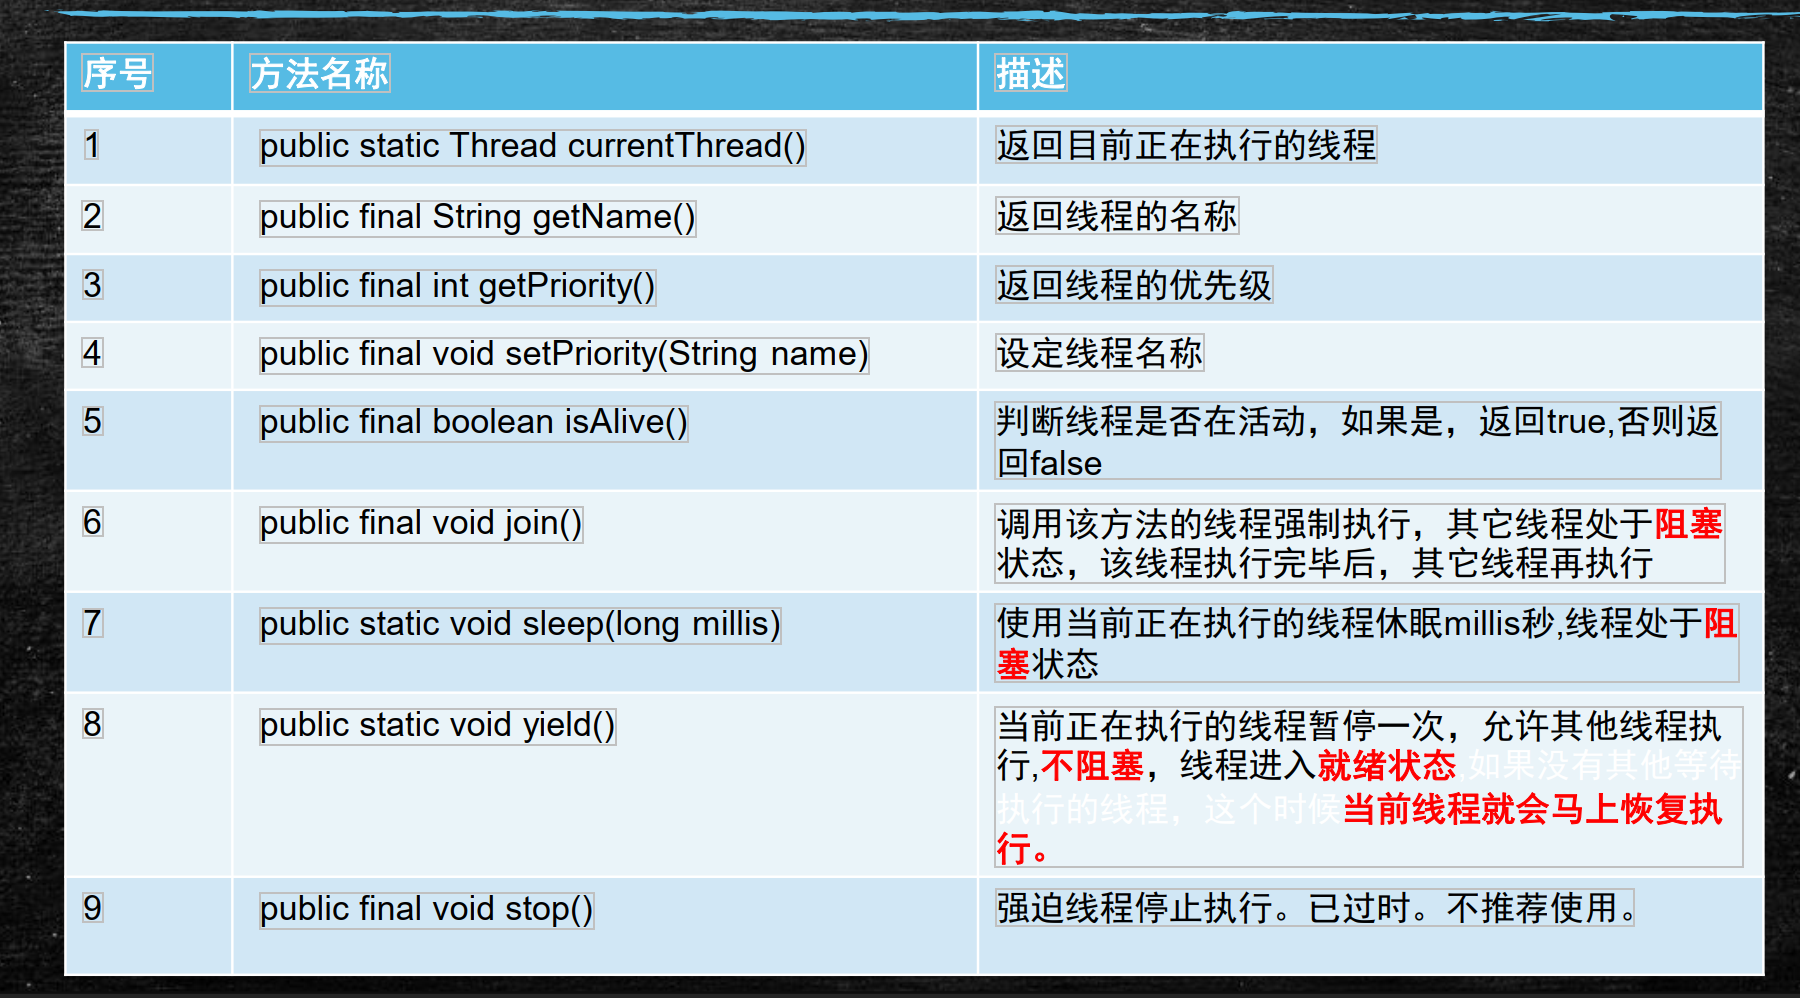 序号 方法名称 描述
1 public static Thread currentThread() 返回目前正在执行的线程
2 public final String getName() 返回线程的名称
3 public final int getPriority() 返回线程的优先级
4 public final void setPriority(String name) 设定线程名称
5 public final boolean isAlive() 判断线程是否在活动，如果是，返回true,否则返
回false
6 public final void join() 调用该方法的线程强制执行，其它线程处于阻塞
状态，该线程执行完毕后，其它线程再执行
7 public static void sleep(long millis) 使用当前正在执行的线程休眠millis秒,线程处于阻
塞状态
8 public static void yield() 当前正在执行的线程暂停一次，允许其他线程执
行,不阻塞，线程进入就绪状态,如果没有其他等待
执行的线程，这个时候当前线程就会马上恢复执
行。
9 public final void stop() 强迫线程停止执行。已过时。不推荐使用。